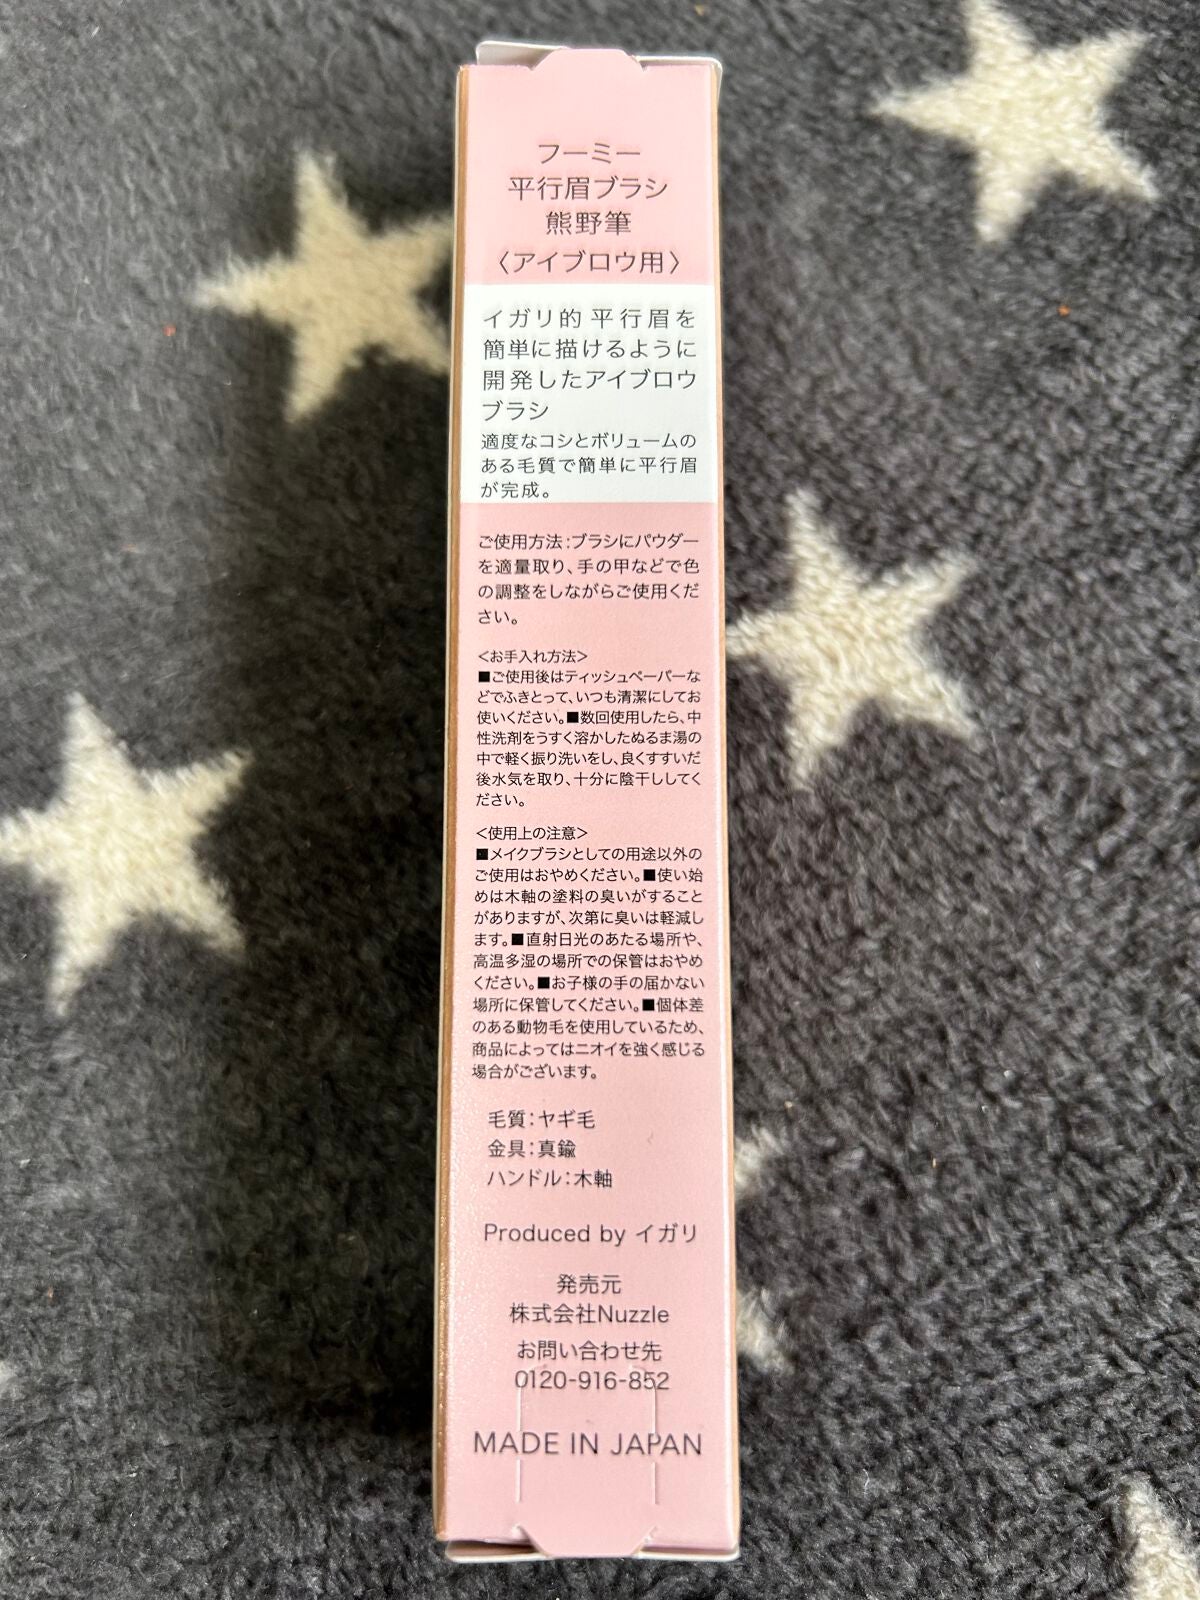 フーミー
平行眉ブラシ
熊野筆
〈アイブロウ用〉
イガリ的平行眉を
簡単に描けるように
開発したアイブロウ
ブラシ
適度なコシとボリュームの
ある毛質で簡単に平行眉
が完成。
ご使用方法:ブラシにパウダー
を適量取り、手の甲などで色
の調整をしながらご使用くだ
さい。
<お手入れ方法>
■ご使用後はティッシュペーパーな
どでふきとって、いつも清潔にしてお
使いください。■数回使用したら、中
性洗剤をうすく溶かしたぬるま湯の
中で軽く振り洗いをし、良くすすいだ
後水気を取り、十分に陰干ししてく
ださい。
<使用上の注意>
■メイクブラシとしての用途以外の
ご使用はおやめください。■使い始
めは木軸の塗料の臭いがすること
がありますが、次第に臭いは軽減し
ます。■直射日光のあたる場所や、
高温多湿の場所での保管はおやめ
ください。■お子様の手の届かない
場所に保管してください。■個体差
のある動物毛を使用しているため、
商品によってはニオイを強く感じる
場合がございます。
毛質:ヤギ毛
金具:真鍮
ハンドル:木軸
Produced by イガリ
発売元
株式会社Nuzzle
お問い合わせ先
0120-916-852
MADE IN JAPAN